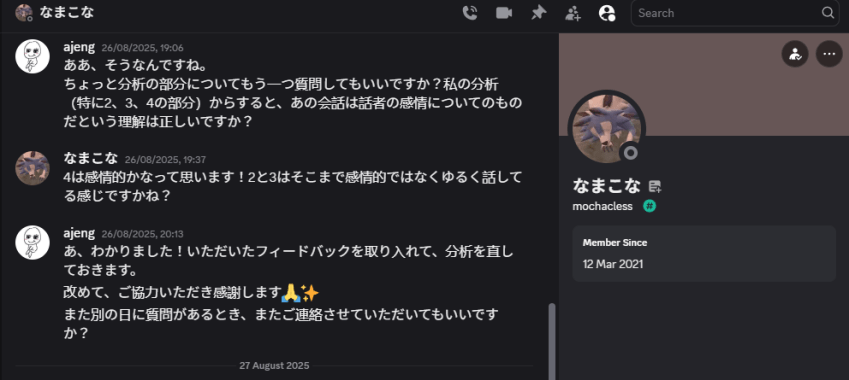 なまこな
Search
ajeng 26/08/2025, 19:06
ああ、そうなんですね。
ちょっと分析の部分についてもう一つ質問してもいいですか？私の分析
（特に2、3、4の部分）からすると、あの会話は話者の感情についてのもの
だという理解は正しいですか？
なまこな 26/08/2025, 19:37
4は感情的かなって思います！2と3はそこまで感情的ではなくゆるく話して
る感じですかね？
ajeng 26/08/2025, 20:13
あ、わかりました！いただいたフィードバックを取り入れて、分析を直し
ておきます。
改めて、ご協力いただき感謝します🙏✨
また別の日に質問があるとき、またご連絡させていただいてもいいです
か？
27 August 2025
なまこな
mochacless #
Member Since
12 Mar 2021